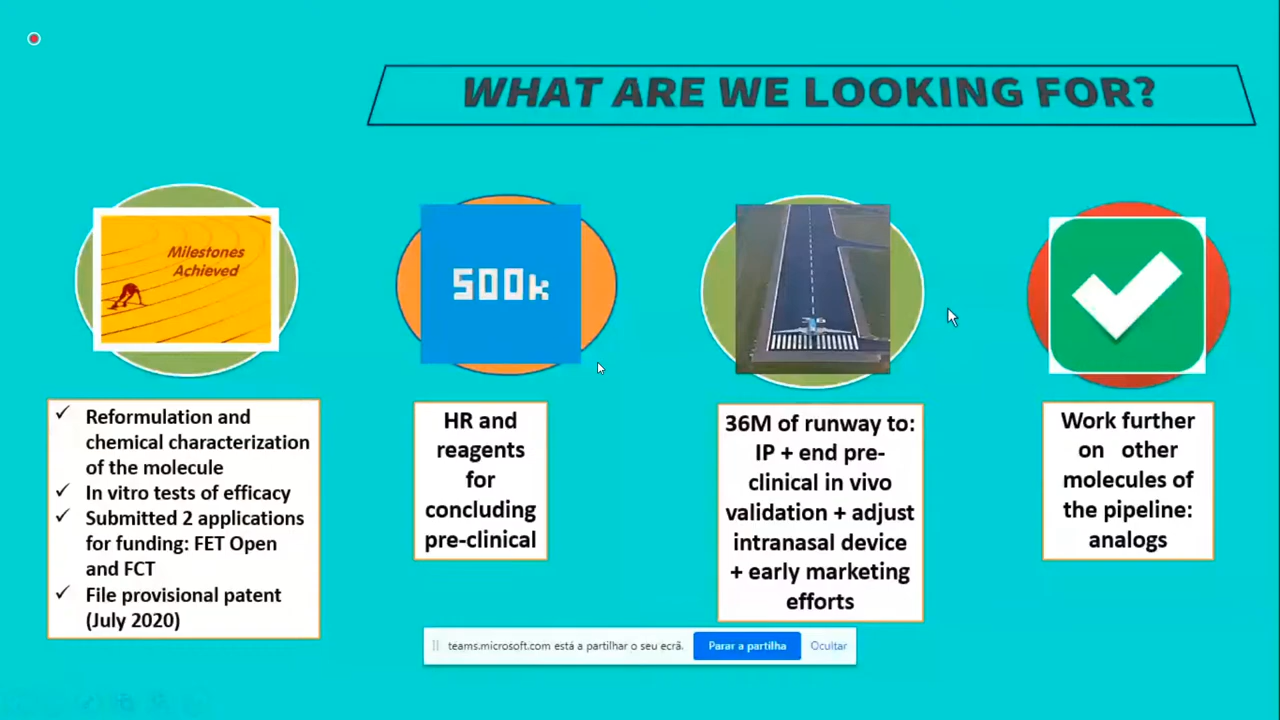 WHAT ARE WE LOOKING FOR?
Milestones
Achieved
500k
Reformulation and
chemical characterization
of the molecule
In vitro tests of efficacy
Submitted 2 applications
for funding: FET Open
and FCT
File provisional patent
(July 2020)
HR and
reagents
for
concluding
pre-clinical
36M of runway to:
IP + end pre-
clinical in vivo
validation + adjust
intranasal device
+ early marketing
efforts
Work further
on other
molecules of
the pipeline:
analogs
teams.microsoft.com está a partilhar o seu ecrã.
Parar a partilha
Ocultar